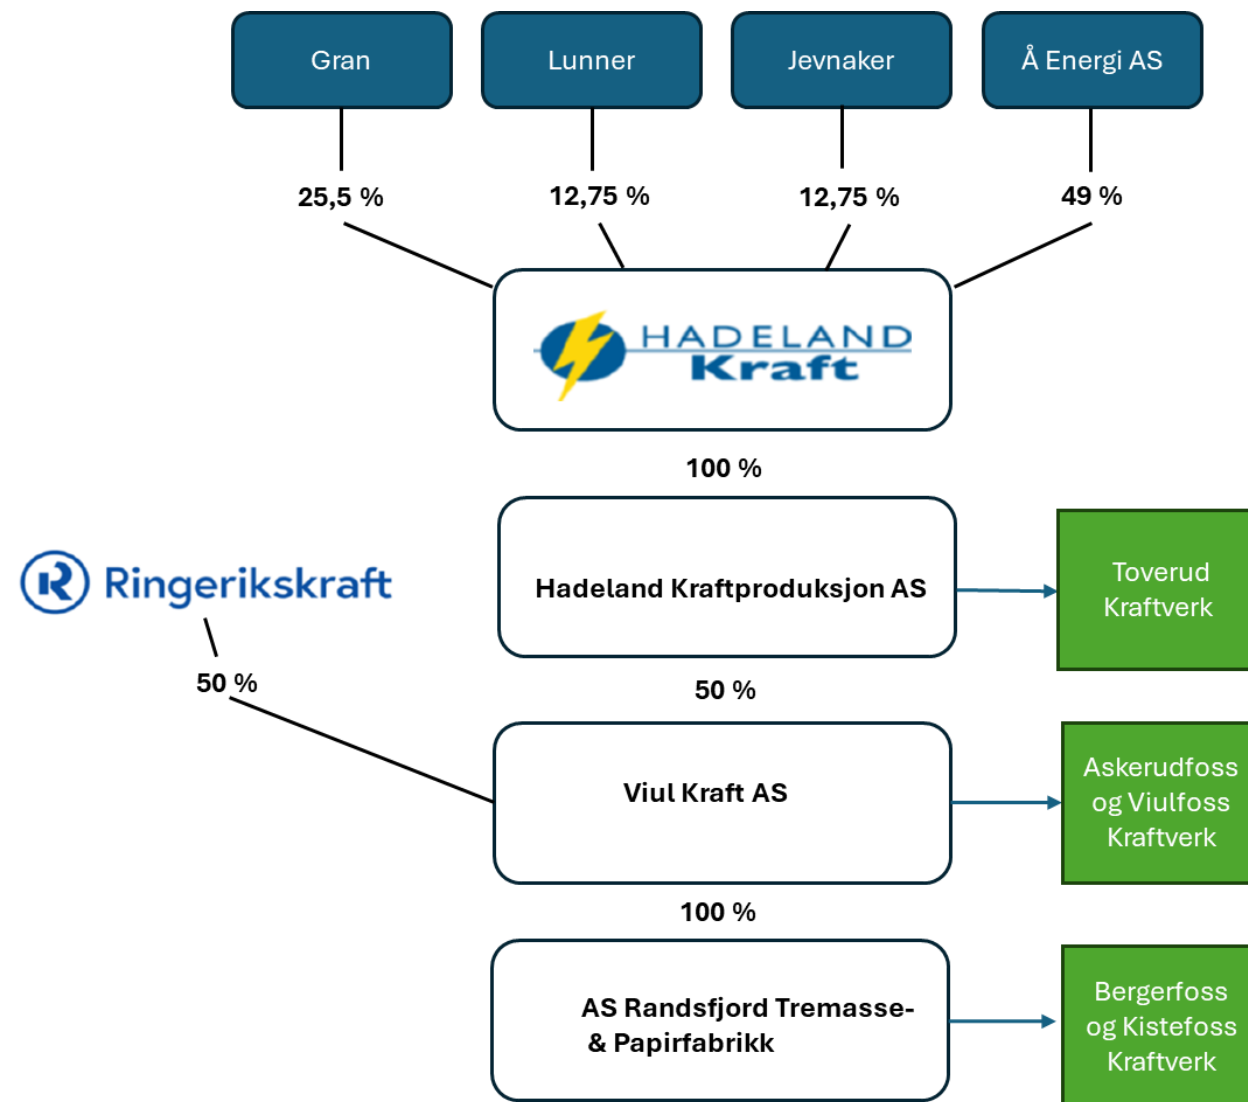 Gran
Lunner
Jevnaker
Å Energi AS
25,5 %
12,75 %
12,75 %
49 %
HADELAND
Kraft
100 %
Hadeland Kraftproduksjon AS
Toverud
Kraftverk
Ringerikskraft
50 %
50 %
Viul Kraft AS
Askerudfoss
og Viulfoss
Kraftverk
100 %
AS Randsfjord Tremasse-
& Papirfabrikk
Bergerfoss
og Kistefoss
Kraftverk